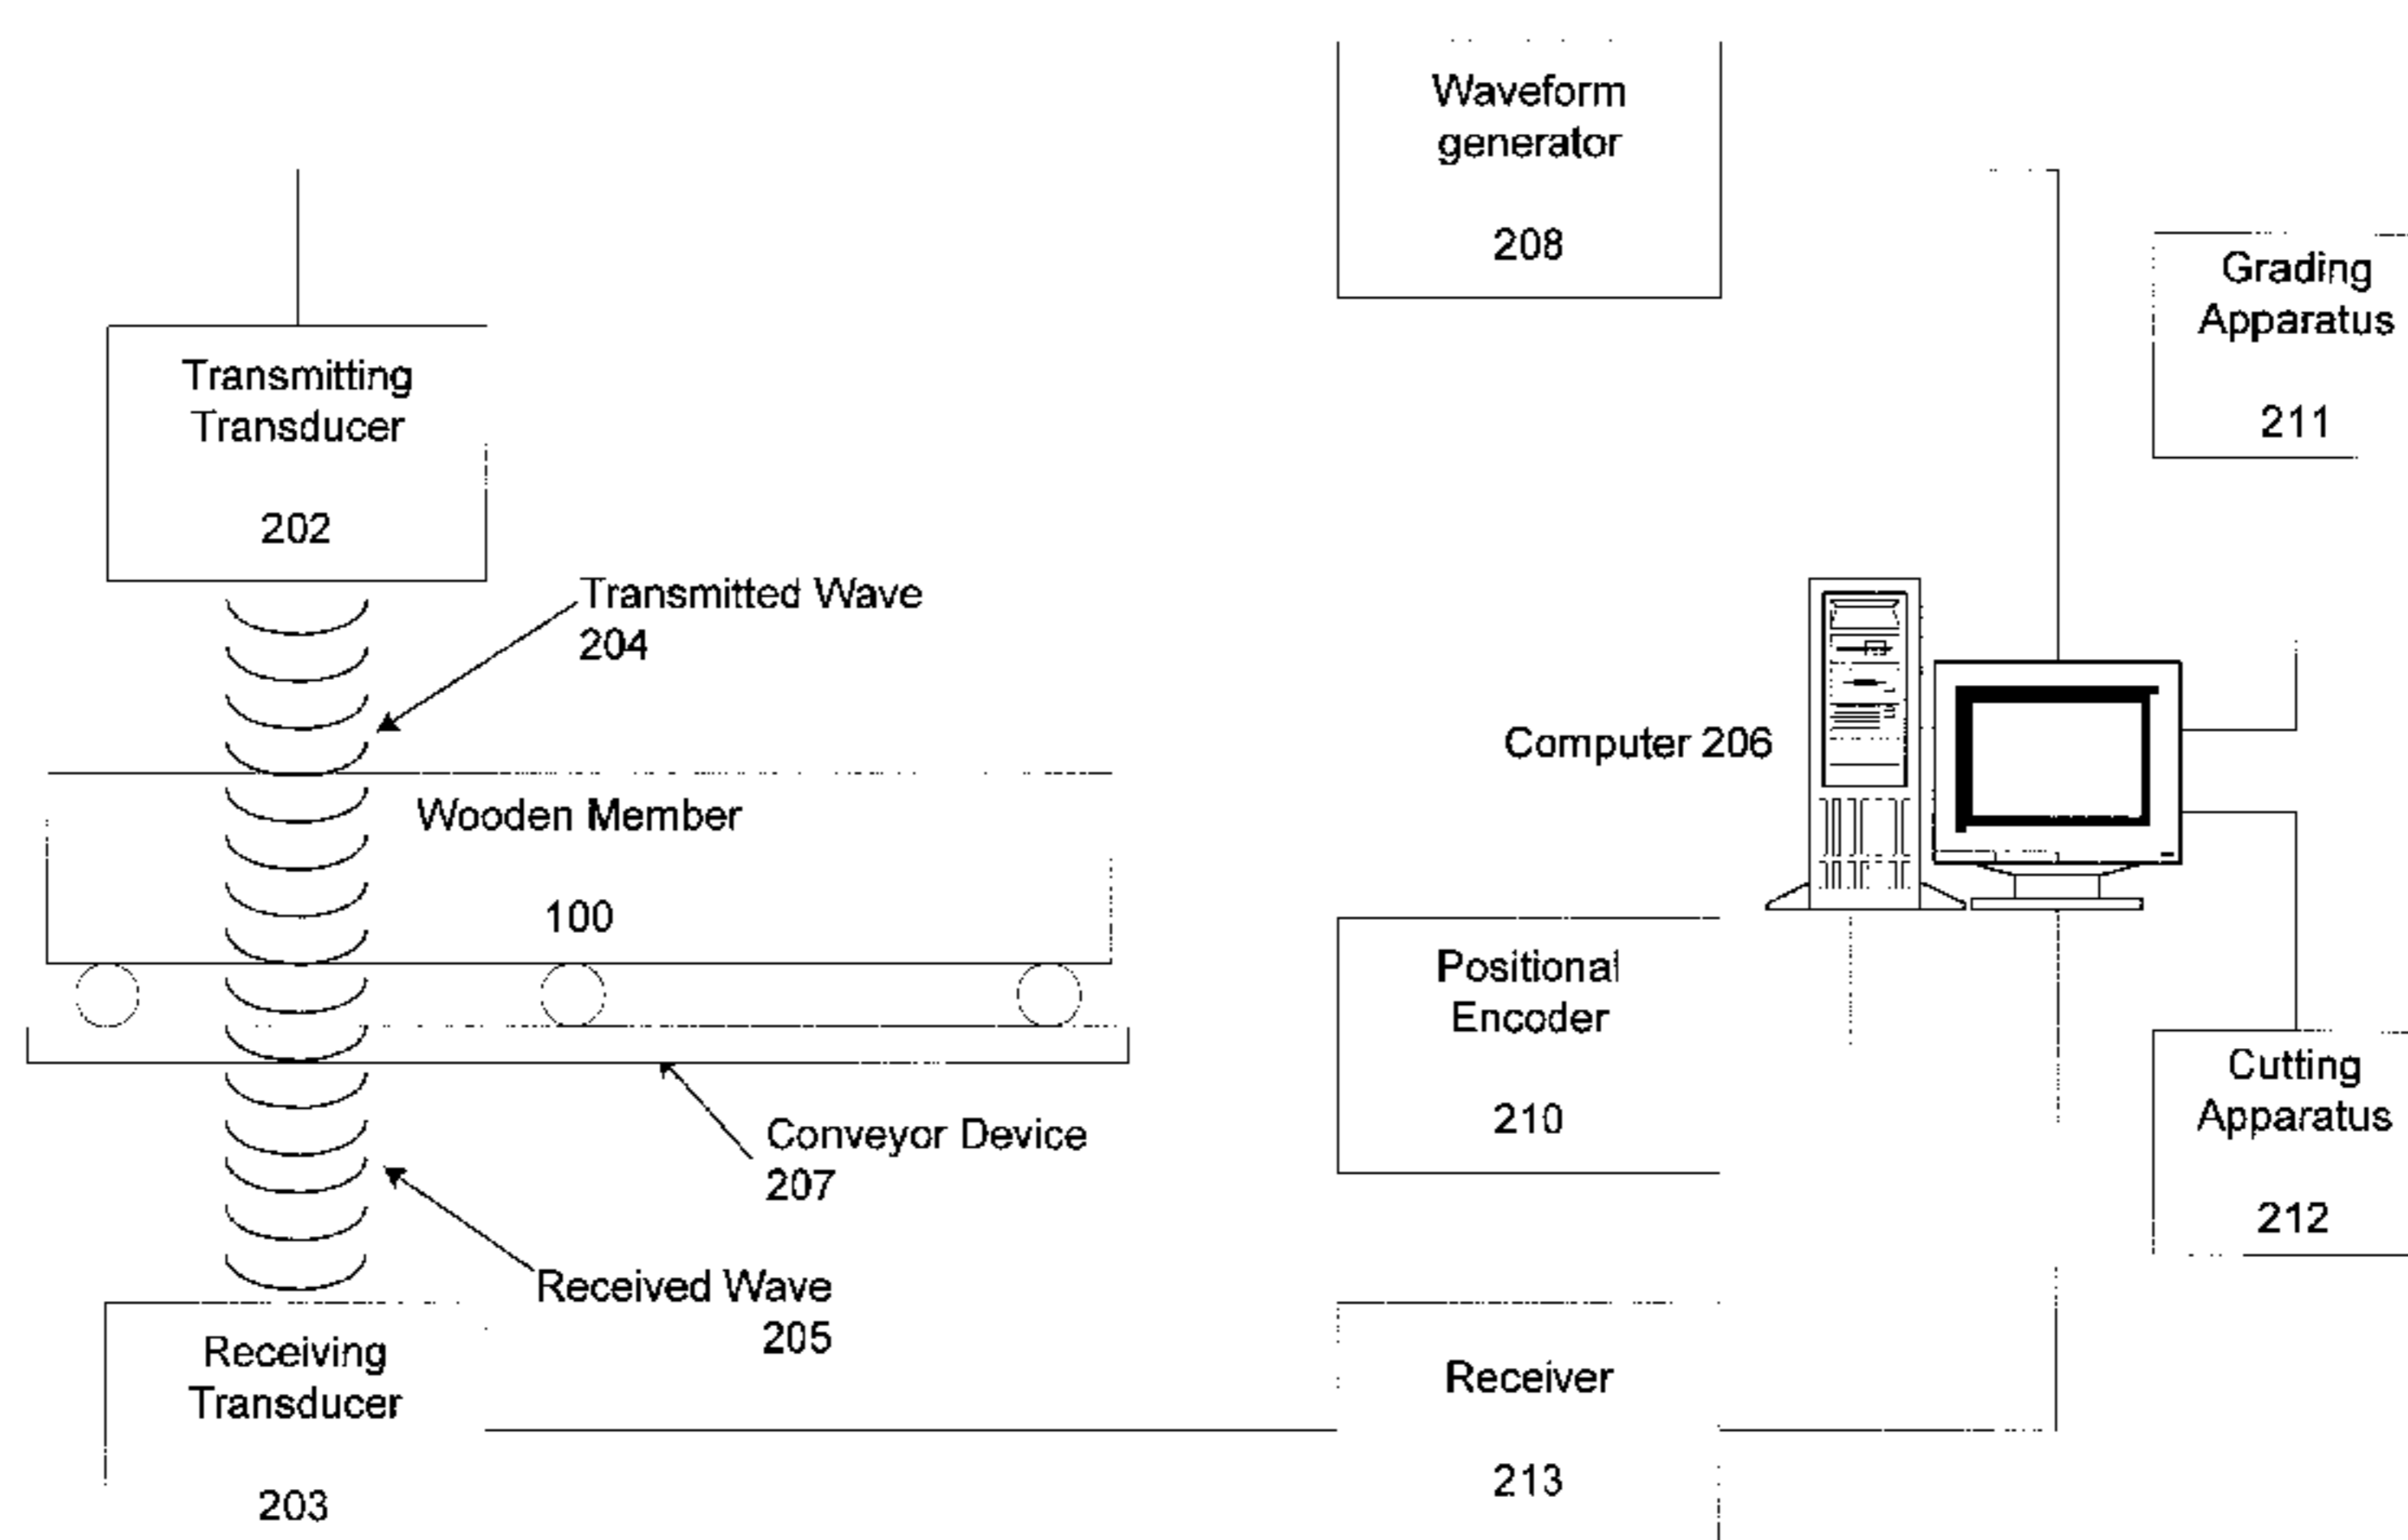 Waveform
generator
208
Grading
Apparatus
211
Transmitting
Transducer
202
Transmitted Wave
204
Computer 206
Wooden Member
100
Positional
Encoder
210
Cutting
Apparatus
212
Conveyor Device
207
Received Wave
205
Receiving
Transducer
203
Receiver
213